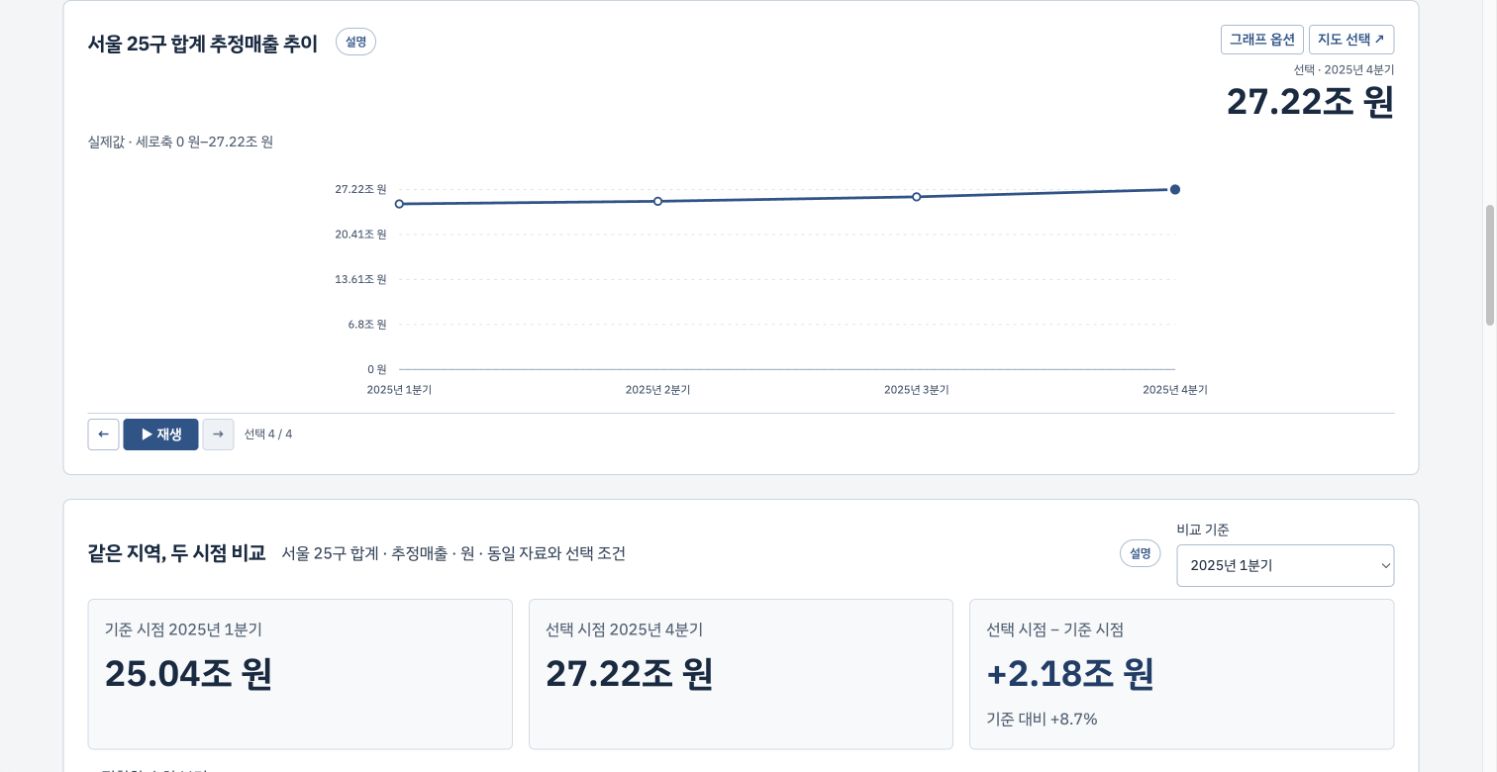 서울 25구 합계 추정매출 추이
설명
그래프 옵션
지도 선택 ↗
선택 · 2025년 4분기
27.22조 원
실제값 · 세로축 0 원–27.22조 원
27.22조 원
20.41조 원
13.61조 원
6.8조 원
0 원
2025년 1분기
2025년 2분기
2025년 3분기
2025년 4분기
←
▶ 재생
→
선택 4 / 4
같은 지역, 두 시점 비교
서울 25구 합계 · 추정매출 · 원 · 동일 자료와 선택 조건
설명
비교 기준
2025년 1분기
기준 시점 2025년 1분기
25.04조 원
선택 시점 2025년 4분기
27.22조 원
선택 시점 − 기준 시점
+2.18조 원
기준 대비 +8.7%